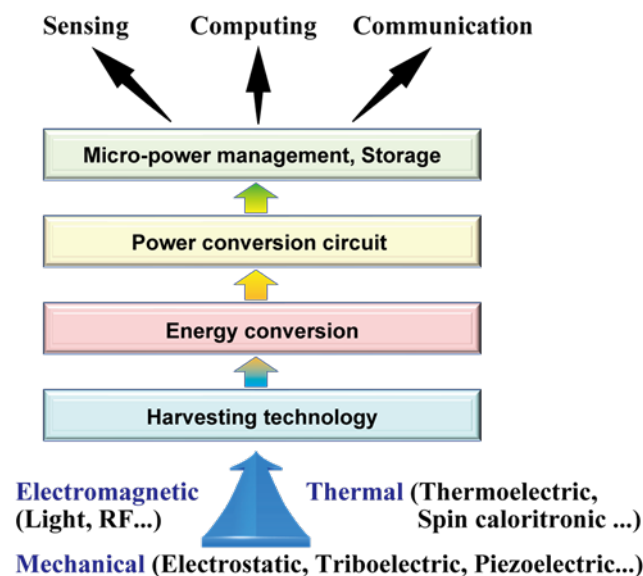 Sensing Computing Communication
Micro-power management, Storage
Power conversion circuit
Energy conversion
Harvesting technology
Electromagnetic
(Light, RF...)
Thermal (Thermoelectric,
Spin caloritronic ...)
Mechanical (Electrostatic, Triboelectric, Piezoelectric...)